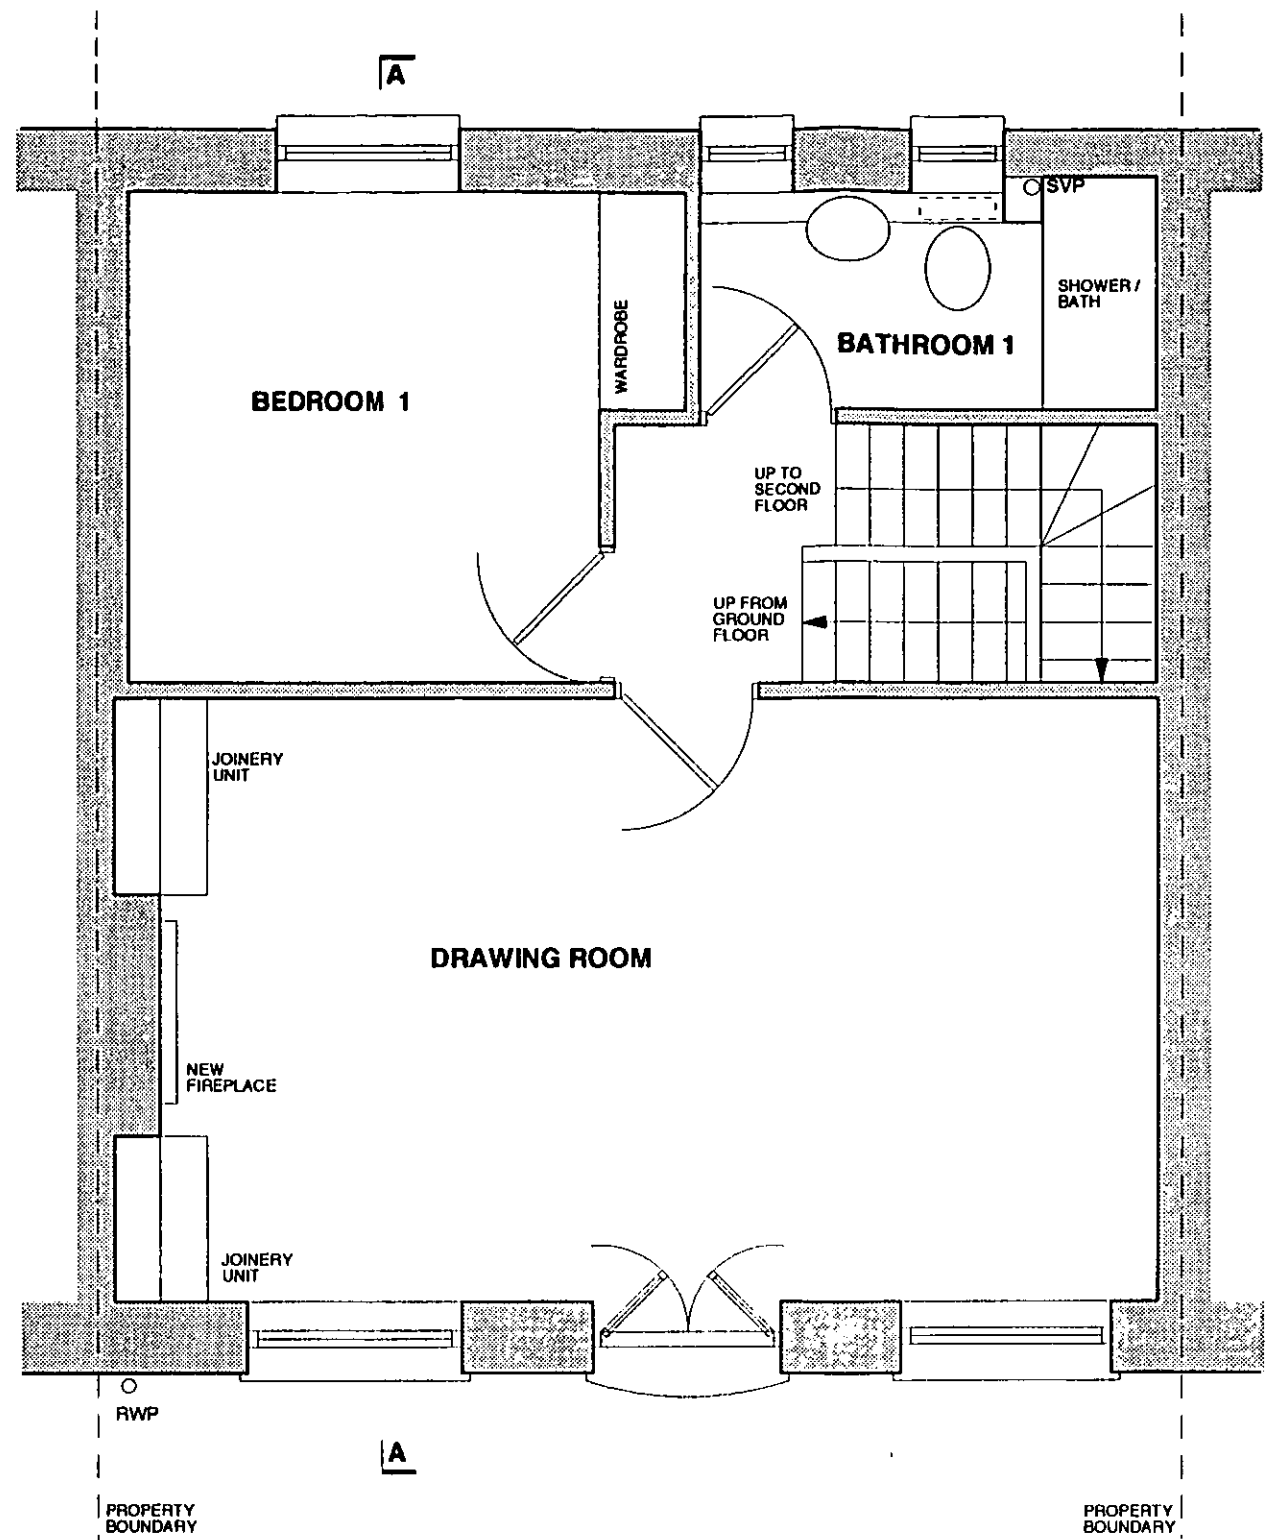 A
SVP
SHOWER /
BATH
WARDROBE
BATHROOM 1
BEDROOM 1
UP TO
SECOND
FLOOR
UP FROM
GROUND
FLOOR
JOINERY
UNIT
DRAWING ROOM
NEW
FIREPLACE
JOINERY
UNIT
RWP
A
PROPERTY
BOUNDARY
PROPERTY
BOUNDARY